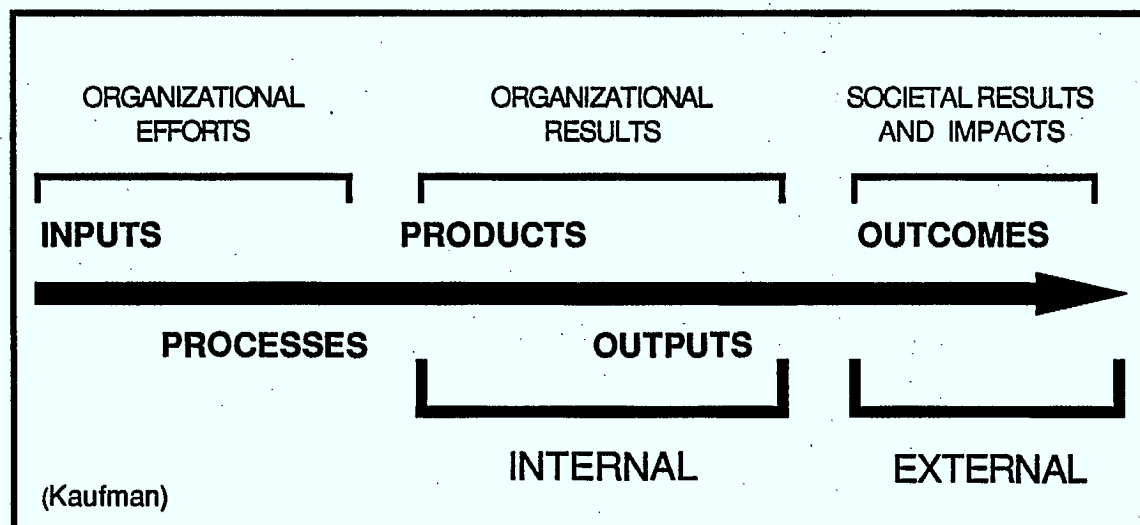 ORGANIZATIONAL
EFFORTS
ORGANIZATIONAL
RESULTS
SOCIETAL RESULTS
AND IMPACTS
INPUTS
PRODUCTS
OUTCOMES
PROCESSES
OUTPUTS
INTERNAL
EXTERNAL
(Kaufman)